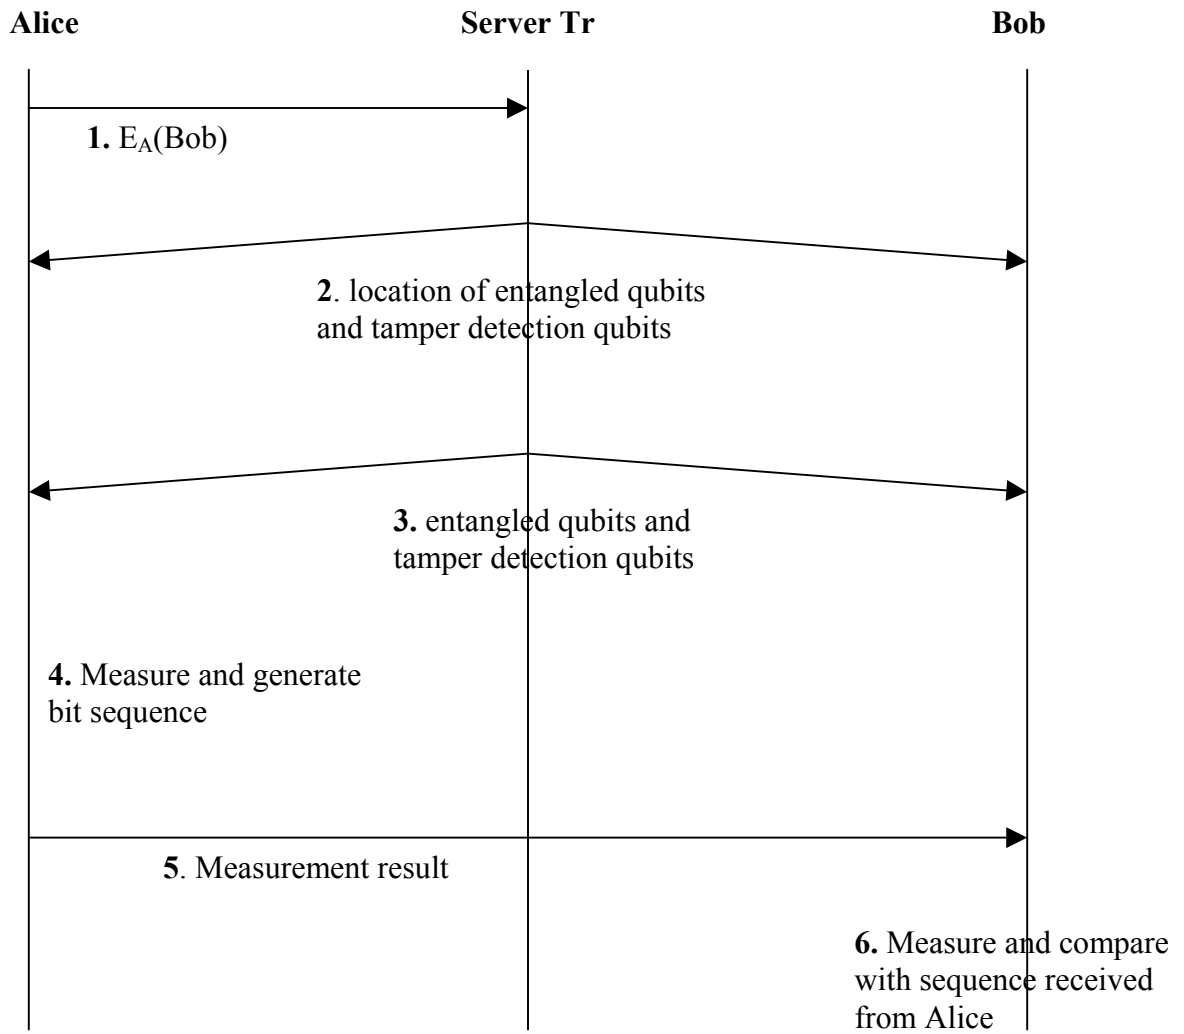 Alice Server Tr Bob
1. E_A(Bob)
2. location of entangled qubits
and tamper detection qubits
3. entangled qubits and
tamper detection qubits
4. Measure and generate
bit sequence
5. Measurement result
6. Measure and compare
with sequence received
from Alice